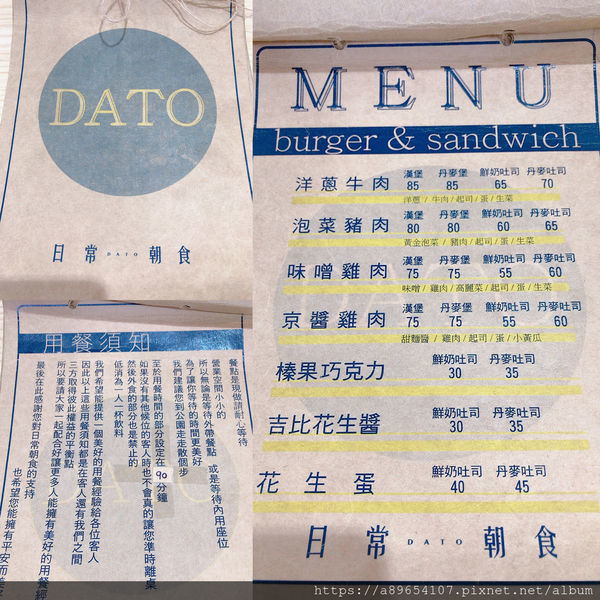 DATO
日常 DATO 朝食
用餐須知
餐點是現做請耐心等待
營業空間小小的
所以無論是等待外帶餐點 或是等待內用座位
為了讓你等待的時間更美好
我們建議您到公園走走散個步
至於用餐時間的部分設定在 90 分鐘
如果沒有其他候位的客人時也不會真的讓您準時離桌
然後外食的部分也是禁止的
低消為一人一杯飲料
我們希望能提供一個美好的用餐經驗給各位客人
因此以上這些用餐須知都是在客人還有我們之間
三方取得彼此權益的平衡點
所以要請大家一起配合好讓更多人能擁有美好的用餐經
最後在此感謝您對日常朝食的支持
也希望您能擁有平安而美
MENU
burger & sandwich
洋蔥牛肉 漢堡 85 丹麥堡 85 鮮奶吐司 65 丹麥吐司 70
洋蔥 / 牛肉 / 起司 / 蛋 / 生菜
泡菜豬肉 漢堡 80 丹麥堡 80 鮮奶吐司 60 丹麥吐司 65
黃金泡菜 / 豬肉 / 起司 / 蛋 / 生菜
味噌雞肉 漢堡 75 丹麥堡 75 鮮奶吐司 55 丹麥吐司 60
味噌 / 雞肉 / 高麗菜 / 起司 / 蛋 / 生菜
京醬雞肉 漢堡 75 丹麥堡 75 鮮奶吐司 55 丹麥吐司 60
甜麵醬 / 雞肉 / 起司 / 蛋 / 小黃瓜
榛果巧克力 鮮奶吐司 30 丹麥吐司 35
吉比花生醬 鮮奶吐司 30 丹麥吐司 35
花生蛋 鮮奶吐司 40 丹麥吐司 45
日常 DATO 朝食
https://a89654107.pixnet.net/album